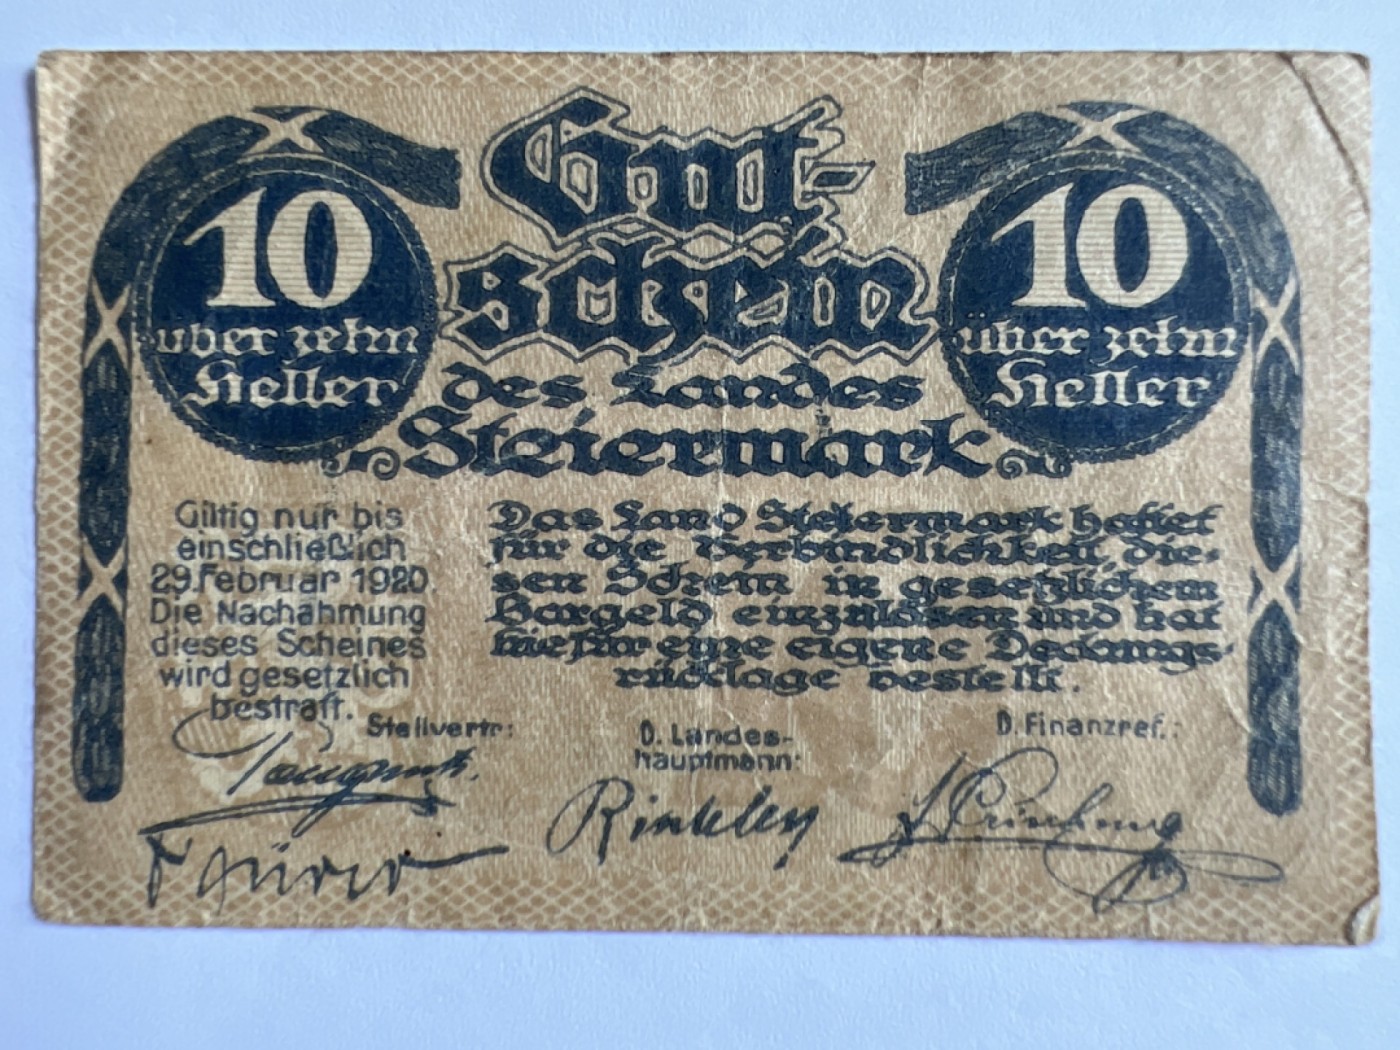 Gut-
schein
des Landes
Steiermark
10
über zehn
Heller
10
über zehn
Heller
Giltig nur bis
einschließlich
29. Februar 1920.
Die Nachahmung
dieses Scheines
wird gesetzlich
bestraft.
Das Land Steiermark haftet
für die Verbindlichkeit, die-
sen Schein in gesetzlichem
Bargeld einzulösen und hat
hiefür eine eigene Deckungs-
rücklage bestellt.
Stellvertr:
D. Landes-
hauptmann:
D. Finanzref.:
Rintelen